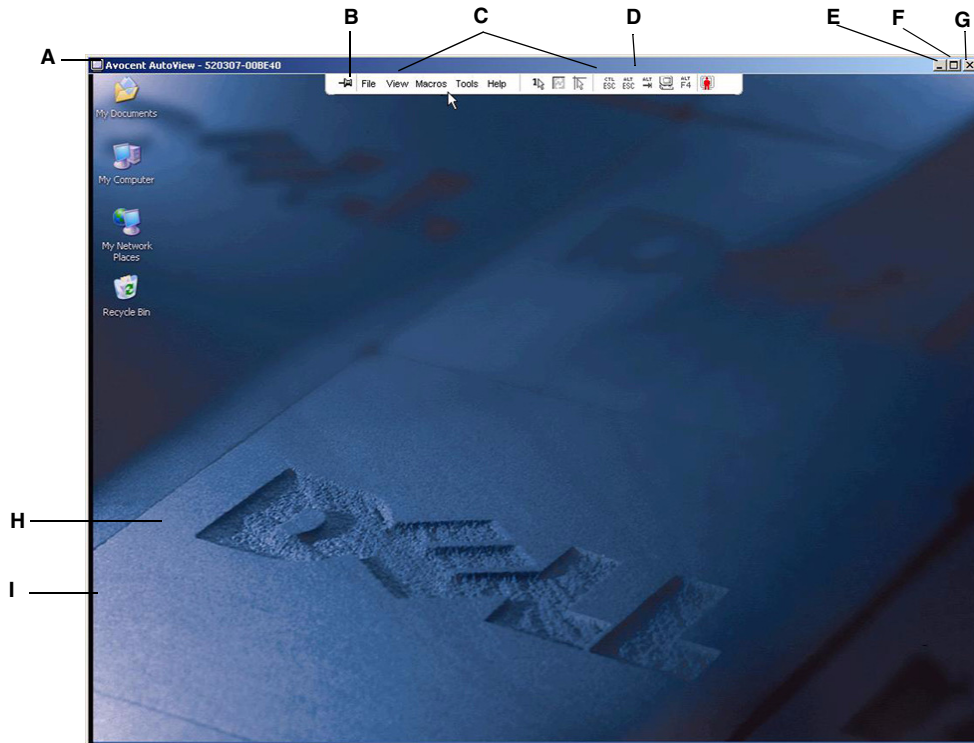 A
B
C
D
E
F
G
Avocent AutoView - 520307-00BE40
File View Macros Tools Help
CTL ESC
ALT ESC
ALT
ALT F4
My Documents
My Computer
My Network
Places
Recycle Bin
H
I
DELL